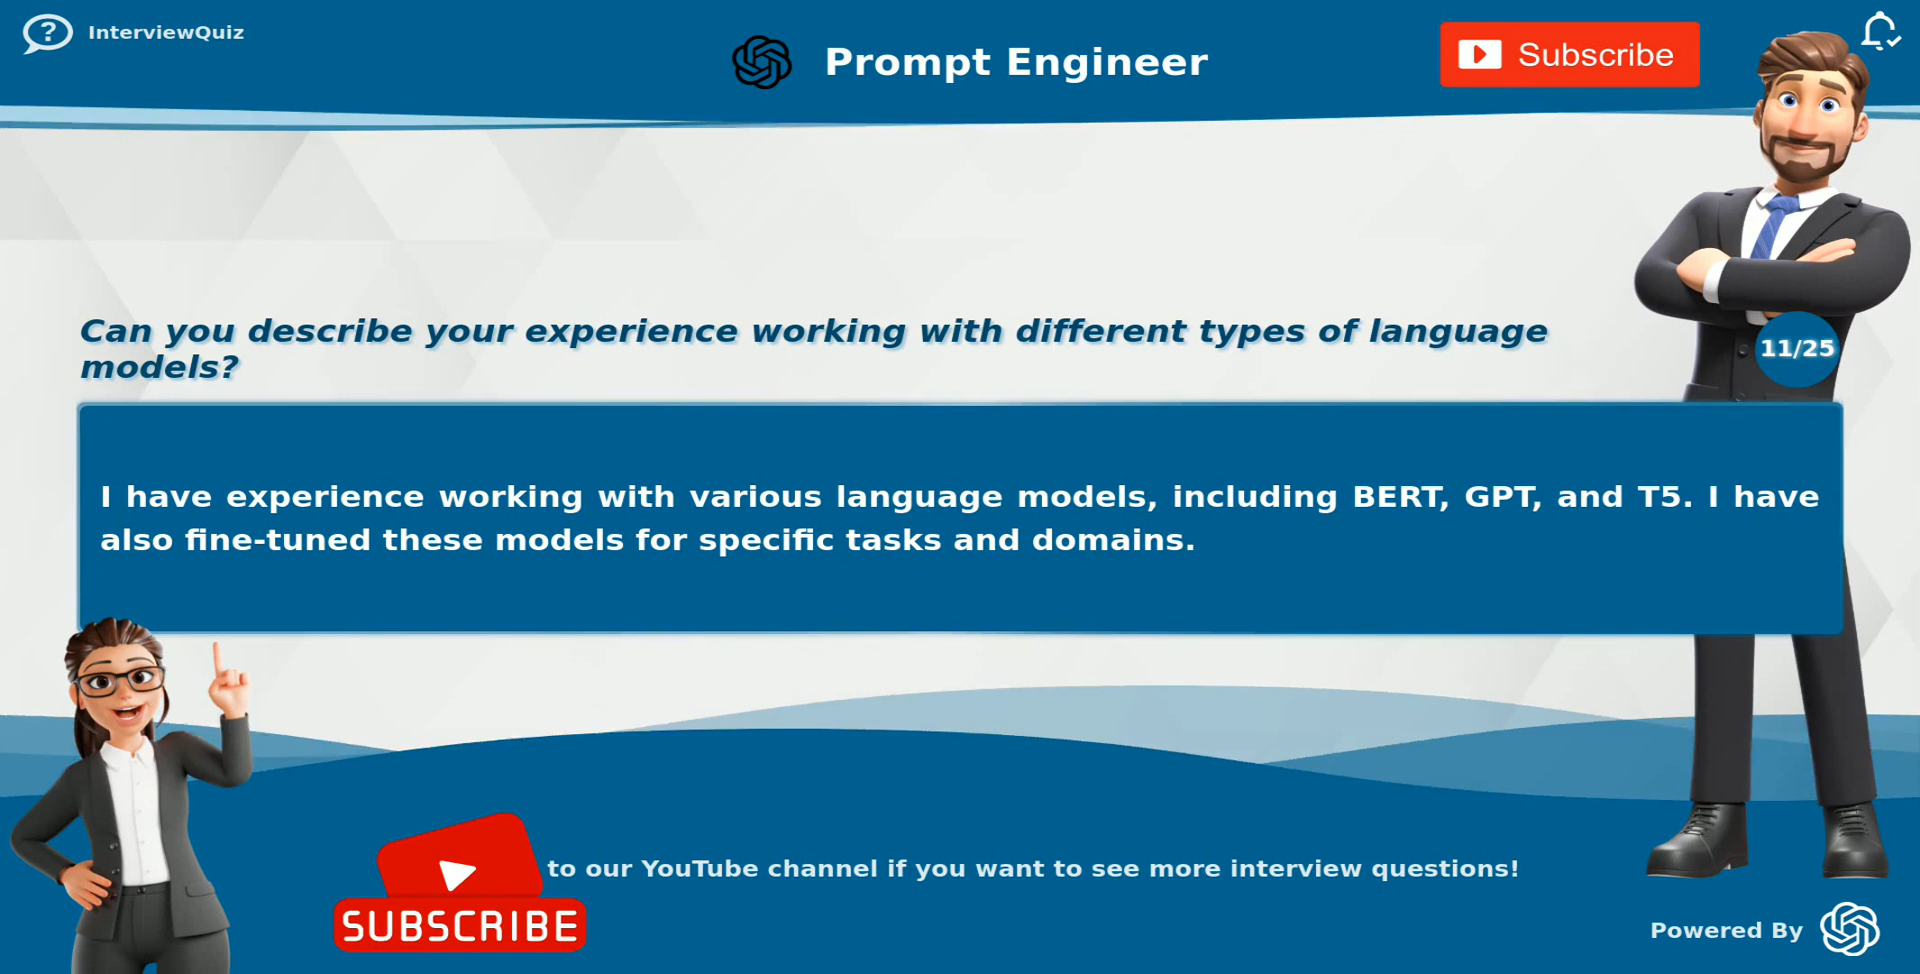 InterviewQuiz
Prompt Engineer
Subscribe
Can you describe your experience working with different types of language
models?
11/25
I have experience working with various language models, including BERT, GPT, and T5. I have
also fine-tuned these models for specific tasks and domains.
to our YouTube channel if you want to see more interview questions!
SUBSCRIBE
Powered By